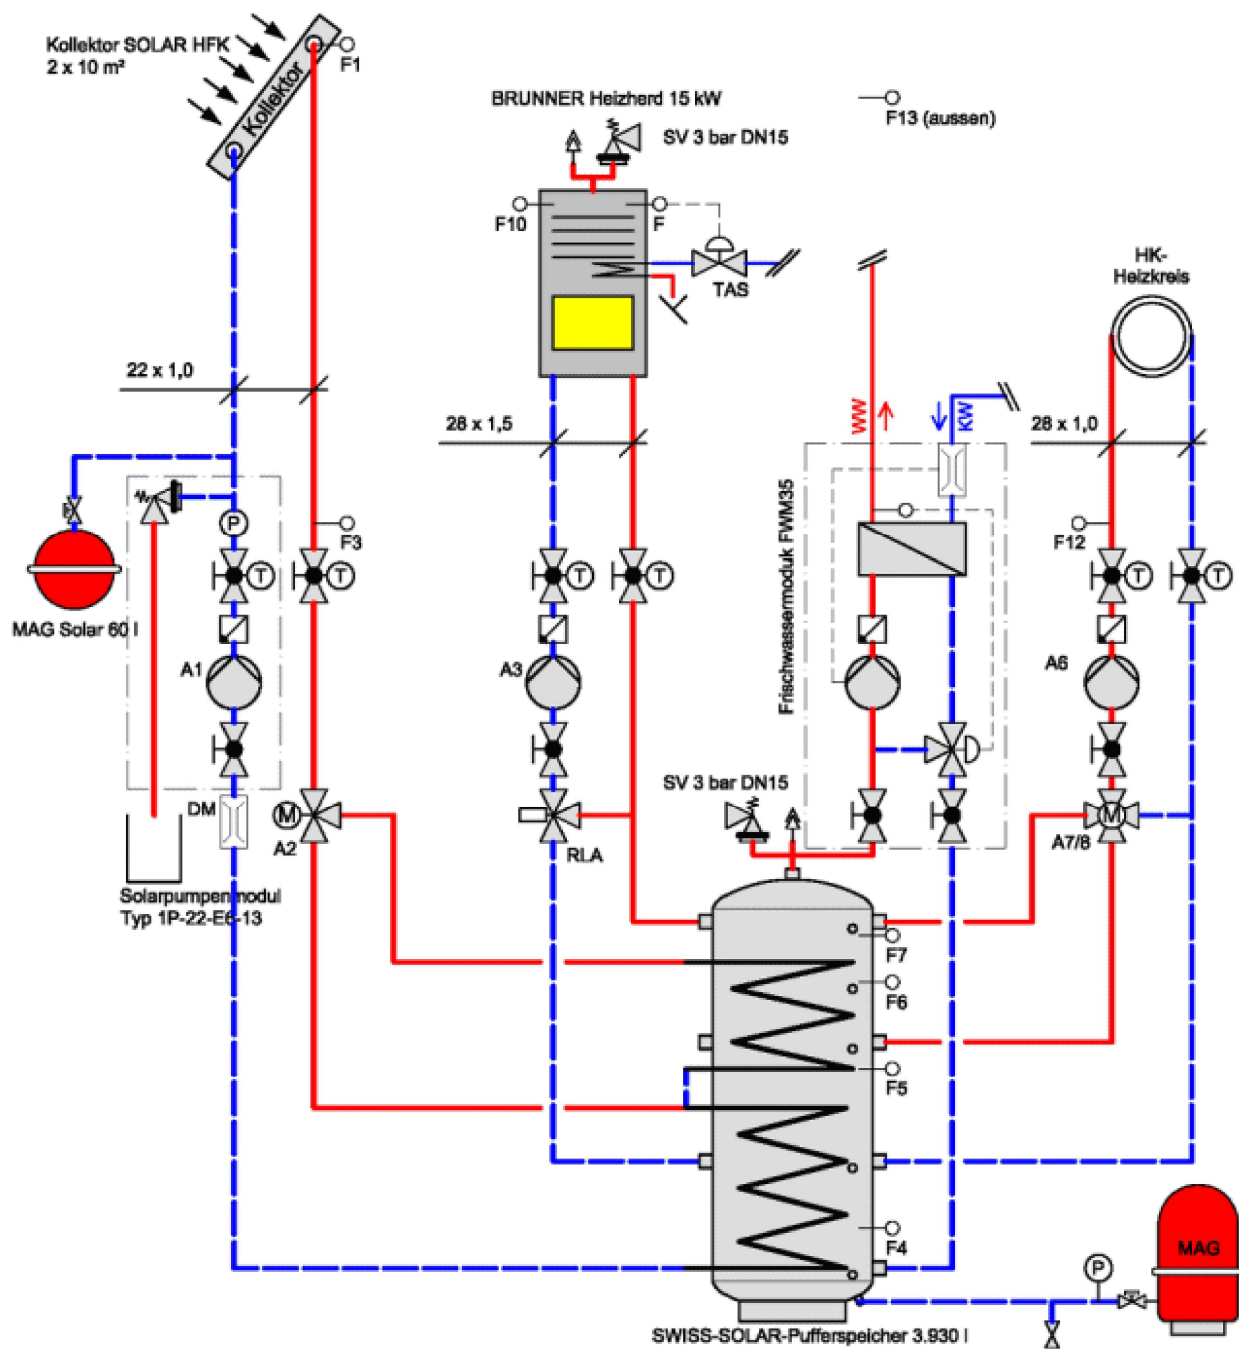 Kollektor SOLAR HFK
2 x 10 m²
F1
Kollektor
BRUNNER Heizherd 15 kW
SV 3 bar DN15
F13 (aussen)
F10
F
TAS
HK-
Heizkreis
22 x 1,0
28 x 1,5
WW
KW
28 x 1,0
P
F3
F12
T
T
T
T
T
T
MAG Solar 60 l
A1
A3
Frischwassermoduk FWM35
A6
SV 3 bar DN15
DM
M
A2
RLA
M
A7/8
Solarpumpenmodul
Typ 1P-22-E6-13
F7
F6
F5
F4
P
MAG
SWISS-SOLAR-Pufferspeicher 3.930 l